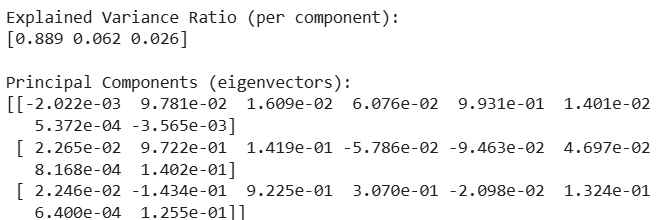 Explained Variance Ratio (per component):
[0.889 0.062 0.026]
Principal Components (eigenvectors):
[[-2.022e-03 9.781e-02 1.609e-02 6.076e-02 9.931e-01 1.401e-02
5.372e-04 -3.565e-03]
[ 2.265e-02 9.722e-01 1.419e-01 -5.786e-02 -9.463e-02 4.697e-02
8.168e-04 1.402e-01]
[ 2.246e-02 -1.434e-01 9.225e-01 3.070e-01 -2.098e-02 1.324e-01
6.400e-04 1.255e-01]]